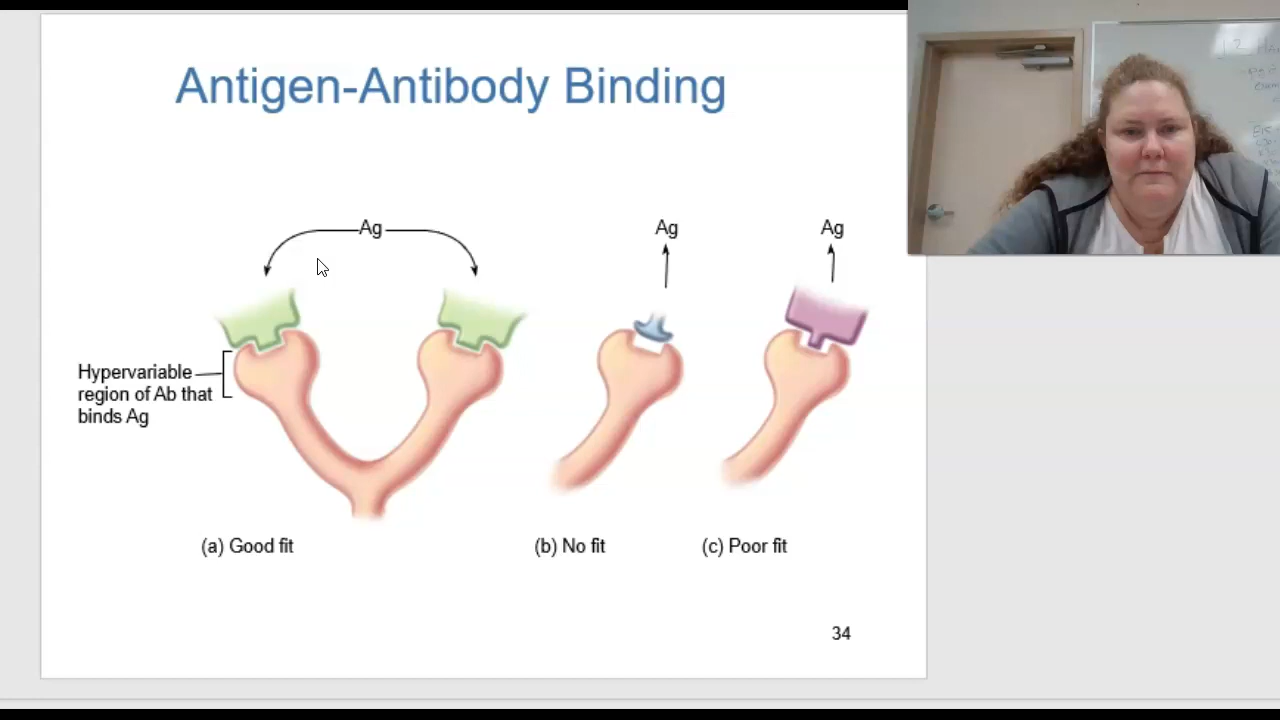 Antigen-Antibody Binding
Ag
Ag
Ag
Hypervariable
region of Ab that
binds Ag
(a) Good fit
(b) No fit
(c) Poor fit
34